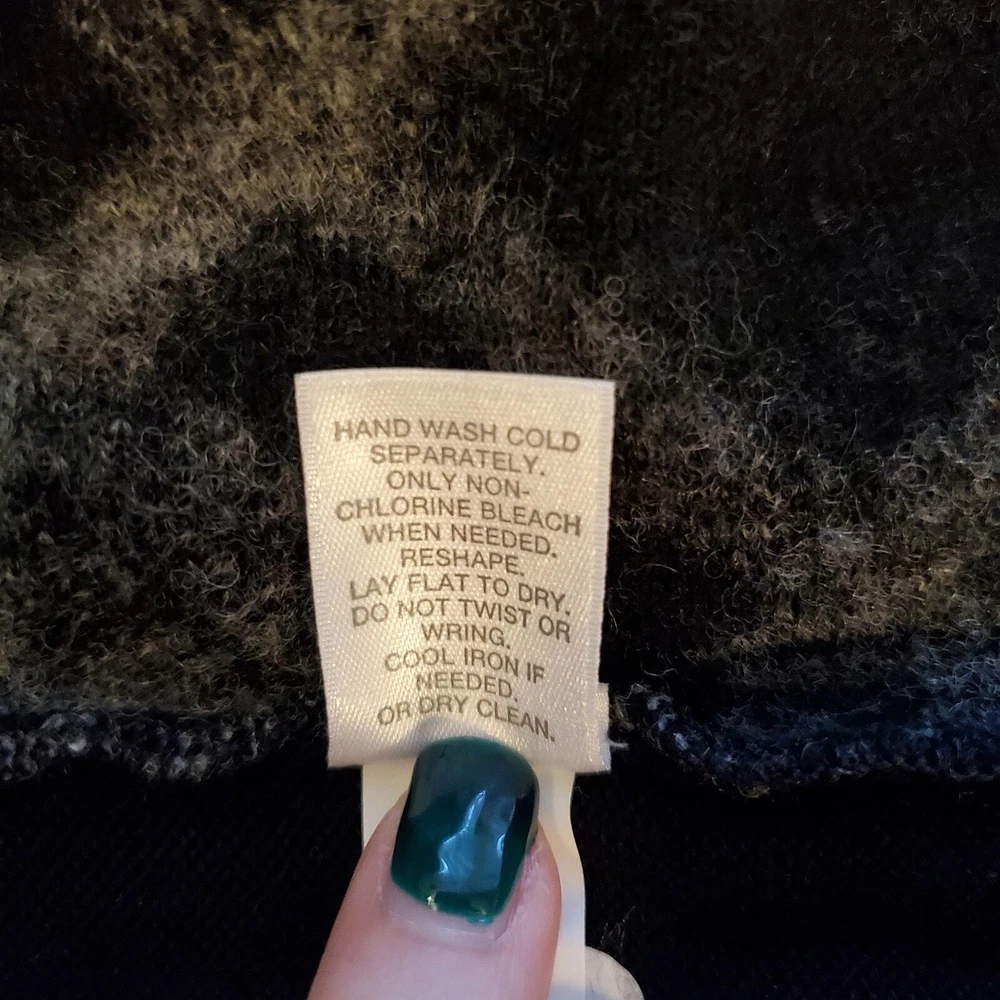 HAND WASH COLD
SEPARATELY.
ONLY NON-
CHLORINE BLEACH
WHEN NEEDED.
RESHAPE.
LAY FLAT TO DRY.
DO NOT TWIST OR
WRING.
COOL IRON IF
NEEDED.
OR DRY CLEAN.